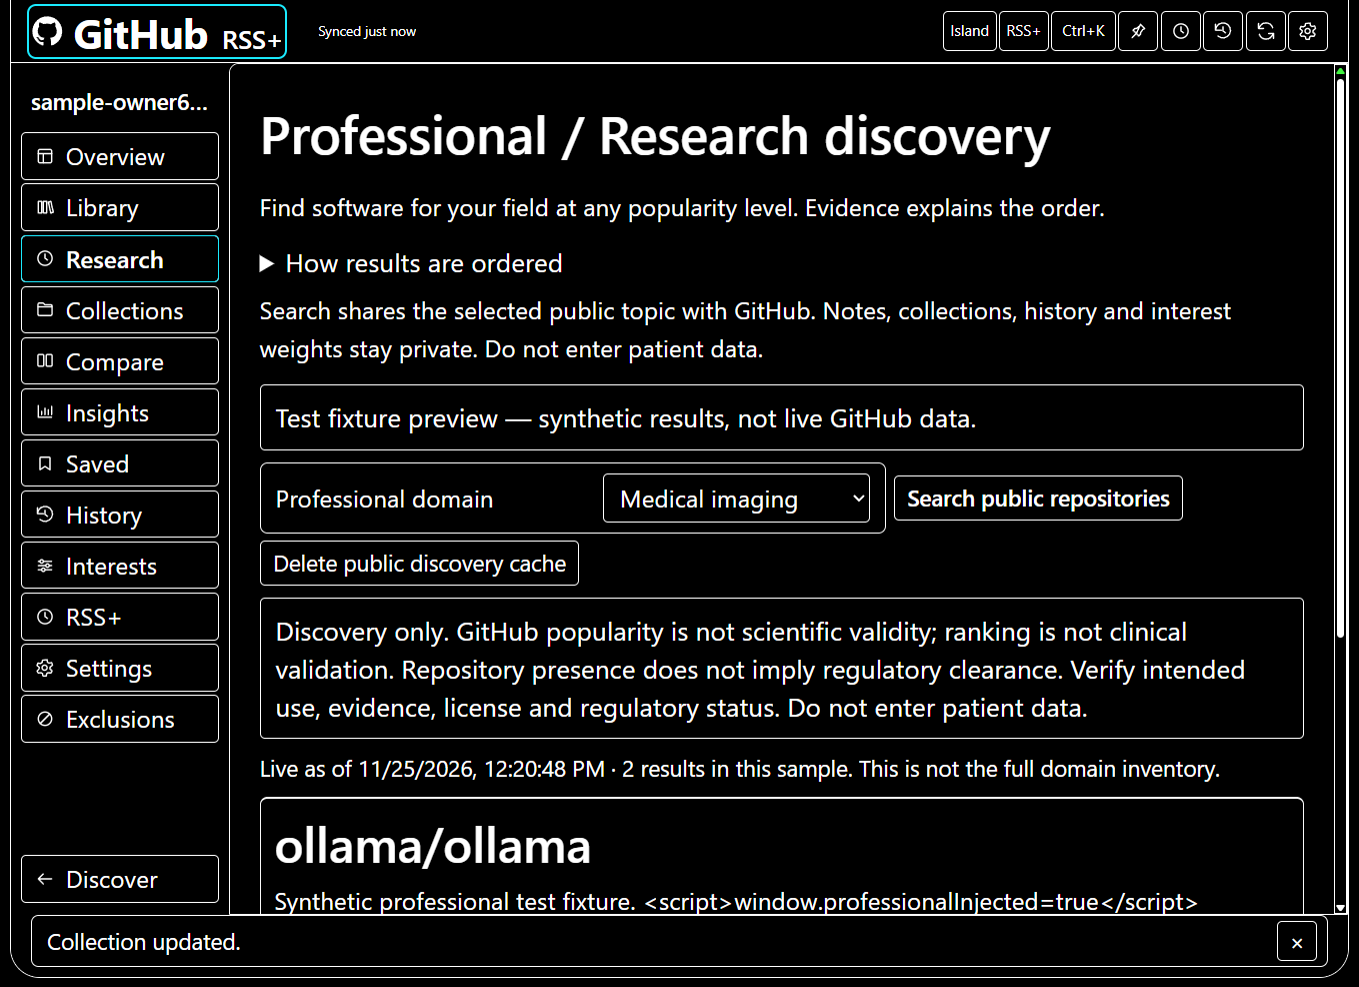 GitHub RSS+
Synced just now
Island
RSS+
Ctrl+K
sample-owner6...
Overview
Library
Research
Collections
Compare
Insights
Saved
History
Interests
RSS+
Settings
Exclusions
Discover
Professional / Research discovery
Find software for your field at any popularity level. Evidence explains the order.
How results are ordered
Search shares the selected public topic with GitHub. Notes, collections, history and interest
weights stay private. Do not enter patient data.
Test fixture preview — synthetic results, not live GitHub data.
Professional domain
Medical imaging
Search public repositories
Delete public discovery cache
Discovery only. GitHub popularity is not scientific validity; ranking is not clinical
validation. Repository presence does not imply regulatory clearance. Verify intended
use, evidence, license and regulatory status. Do not enter patient data.
Live as of 11/25/2026, 12:20:48 PM · 2 results in this sample. This is not the full domain inventory.
ollama/ollama
Synthetic professional test fixture. <script>window.professionalInjected=true</script>
Collection updated.